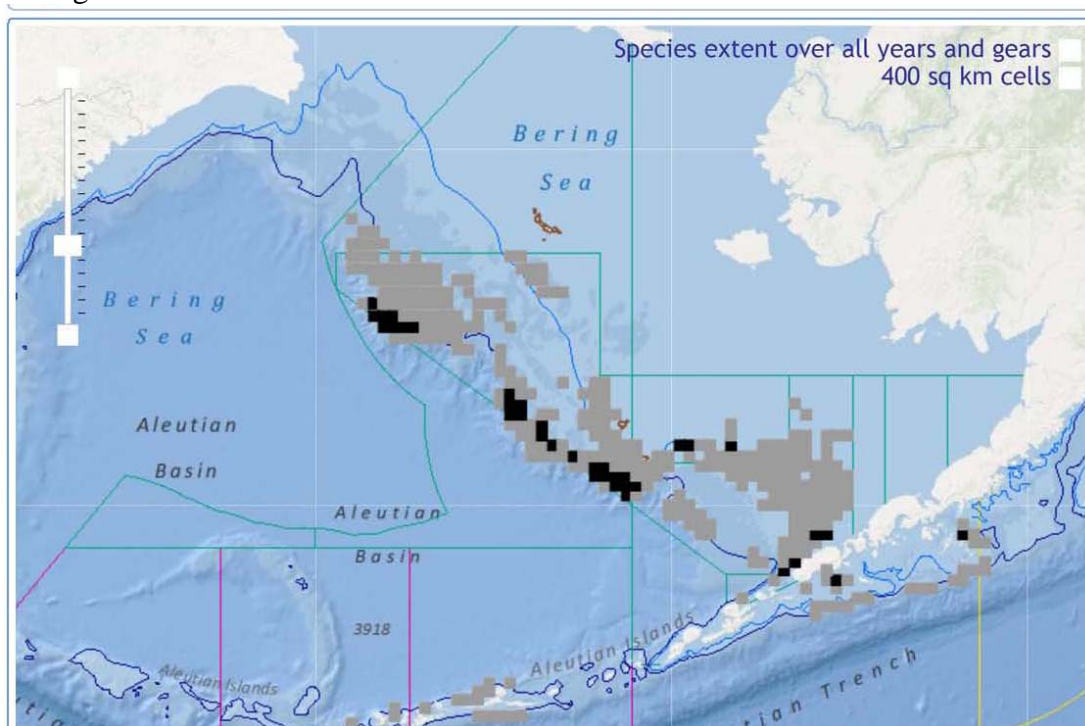 Species extent over all years and gears
400 sq km cells
Bering
Sea
Bering
Sea
Aleutian
Basin
Aleutian
Basin
3918
Aleutian Islands
Aleutian Islands
Trench